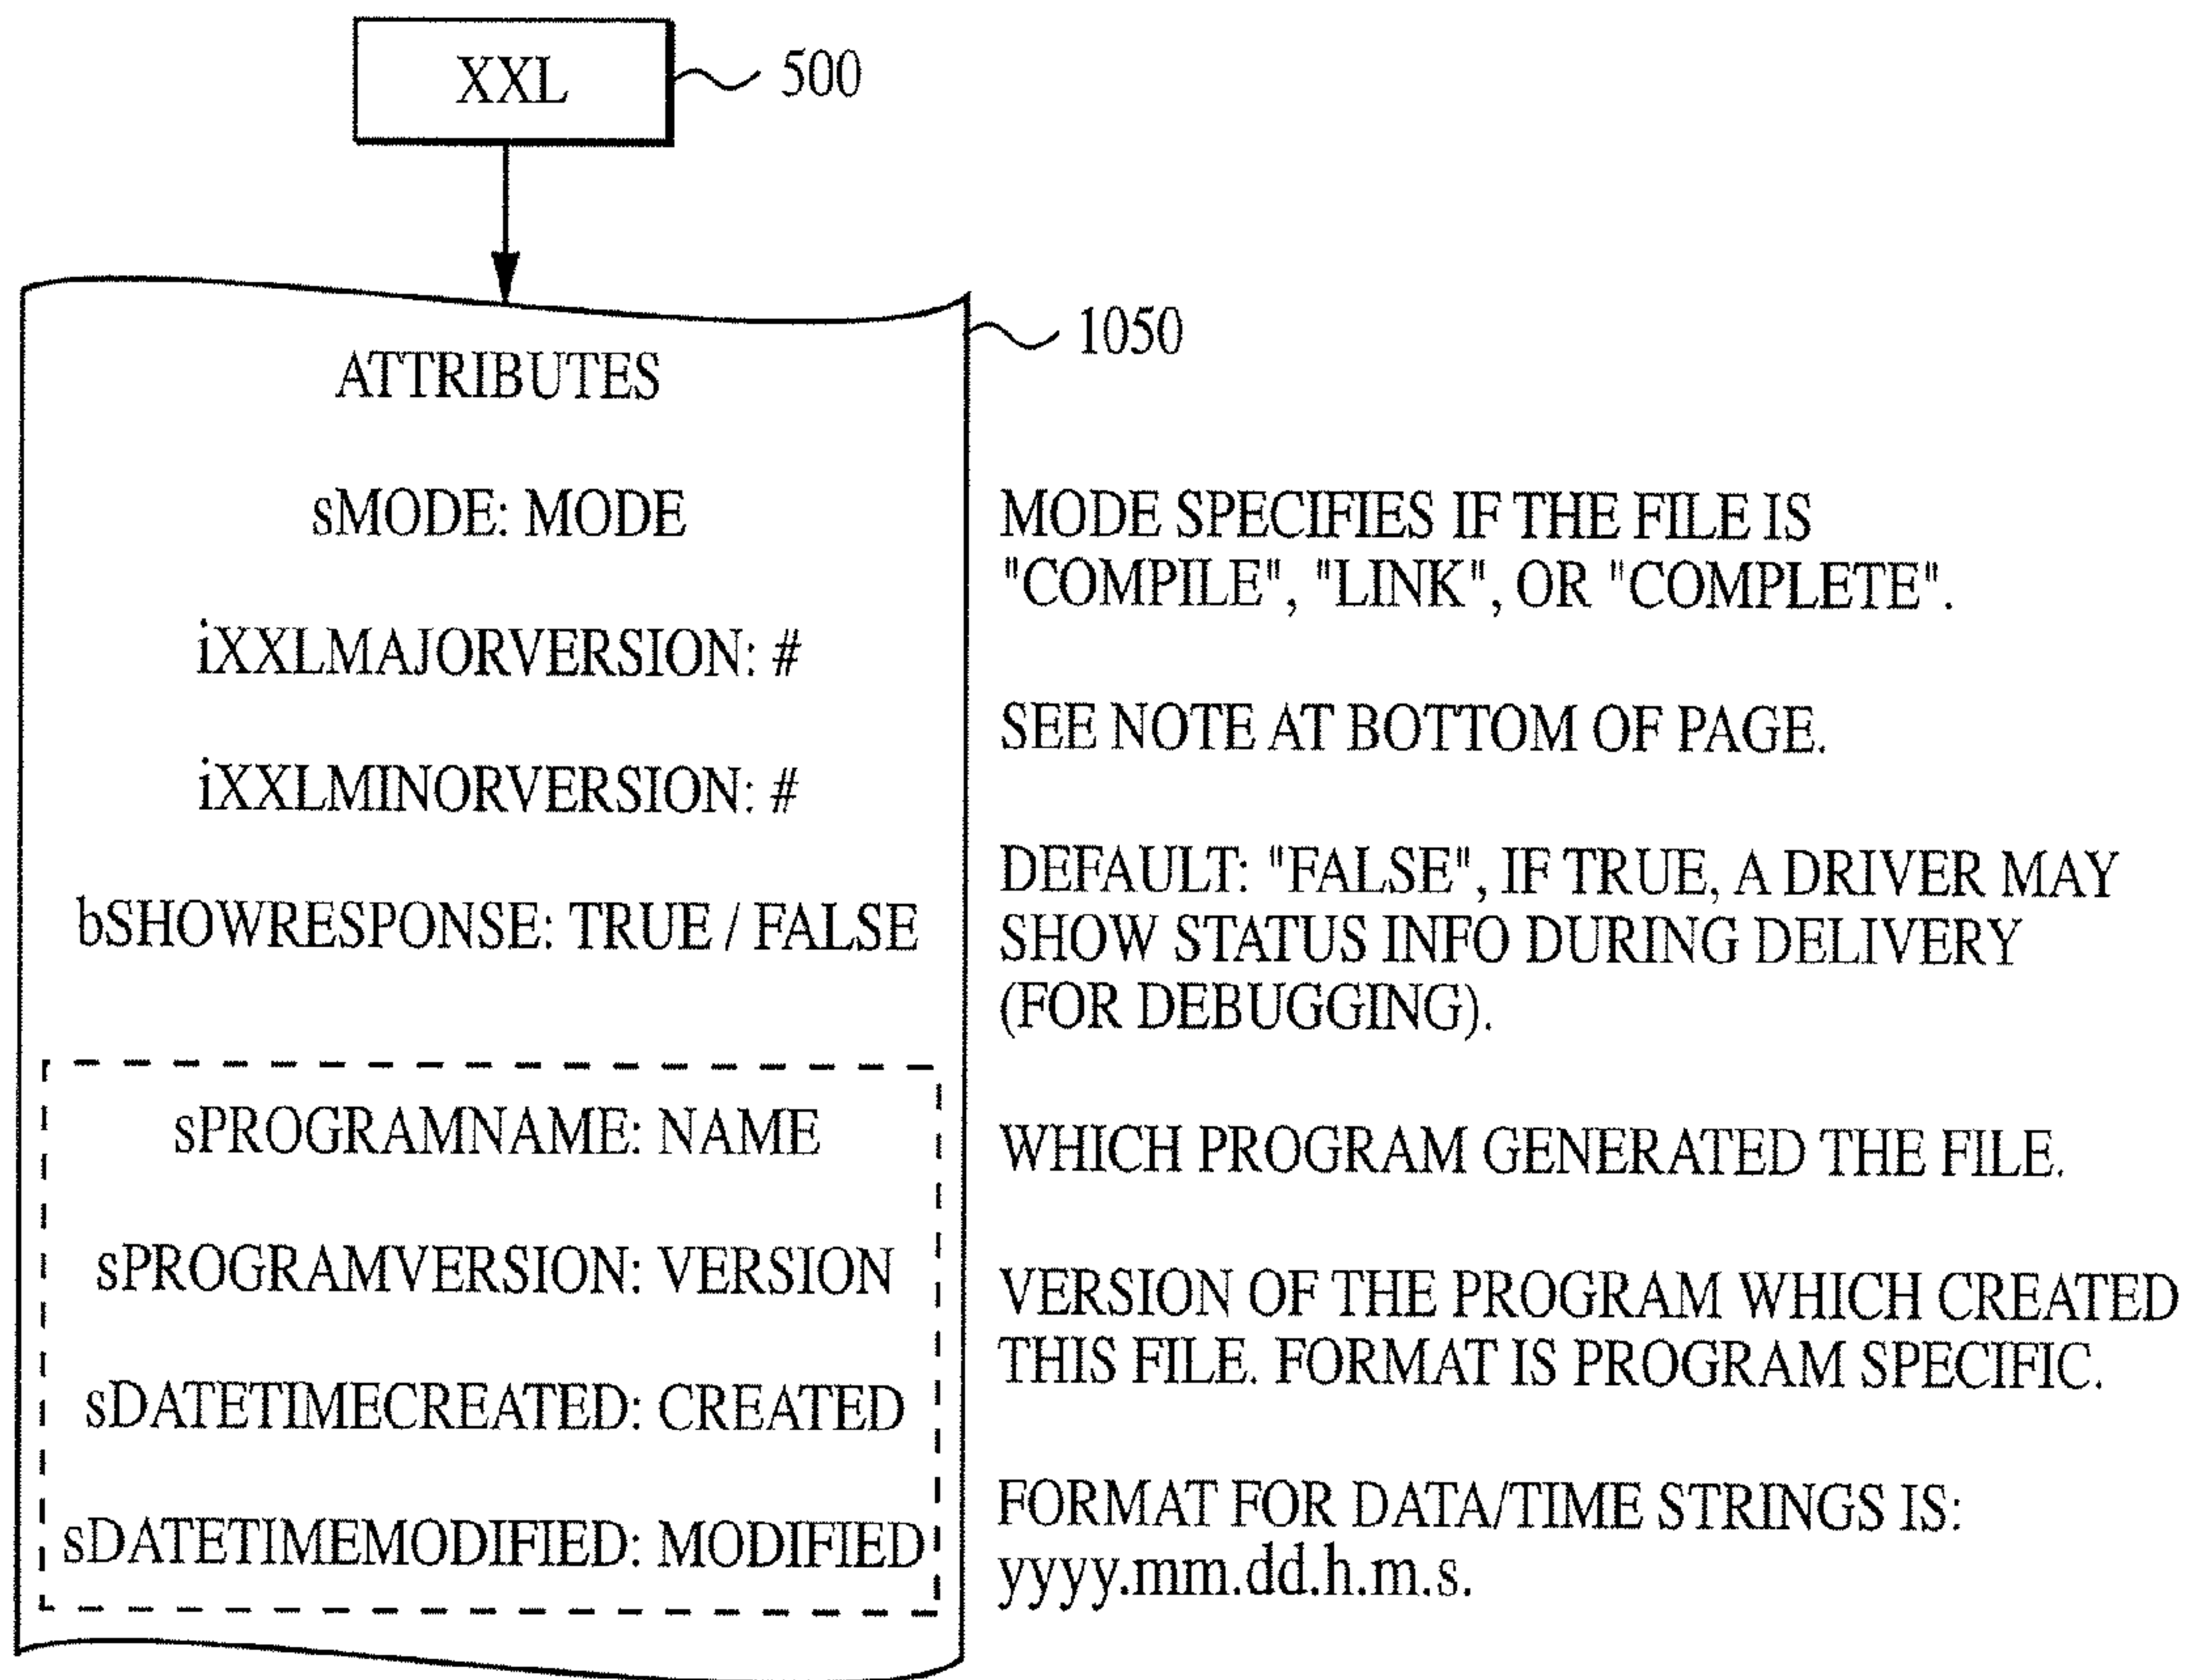 XXL
500
1050
ATTRIBUTES
sMODE: MODE
MODE SPECIFIES IF THE FILE IS
"COMPILE", "LINK", OR "COMPLETE".
iXXLMAJORVERSION: #
SEE NOTE AT BOTTOM OF PAGE.
iXXLMINORVERSION: #
bSHOWRESPONSE: TRUE / FALSE
DEFAULT: "FALSE", IF TRUE, A DRIVER MAY
SHOW STATUS INFO DURING DELIVERY
(FOR DEBUGGING).
sPROGRAMNAME: NAME
WHICH PROGRAM GENERATED THE FILE.
sPROGRAMVERSION: VERSION
VERSION OF THE PROGRAM WHICH CREATED
THIS FILE. FORMAT IS PROGRAM SPECIFIC.
sDATETIMECREATED: CREATED
sDATETIMEMODIFIED: MODIFIED
FORMAT FOR DATA/TIME STRINGS IS:
yyyy.mm.dd.h.m.s.